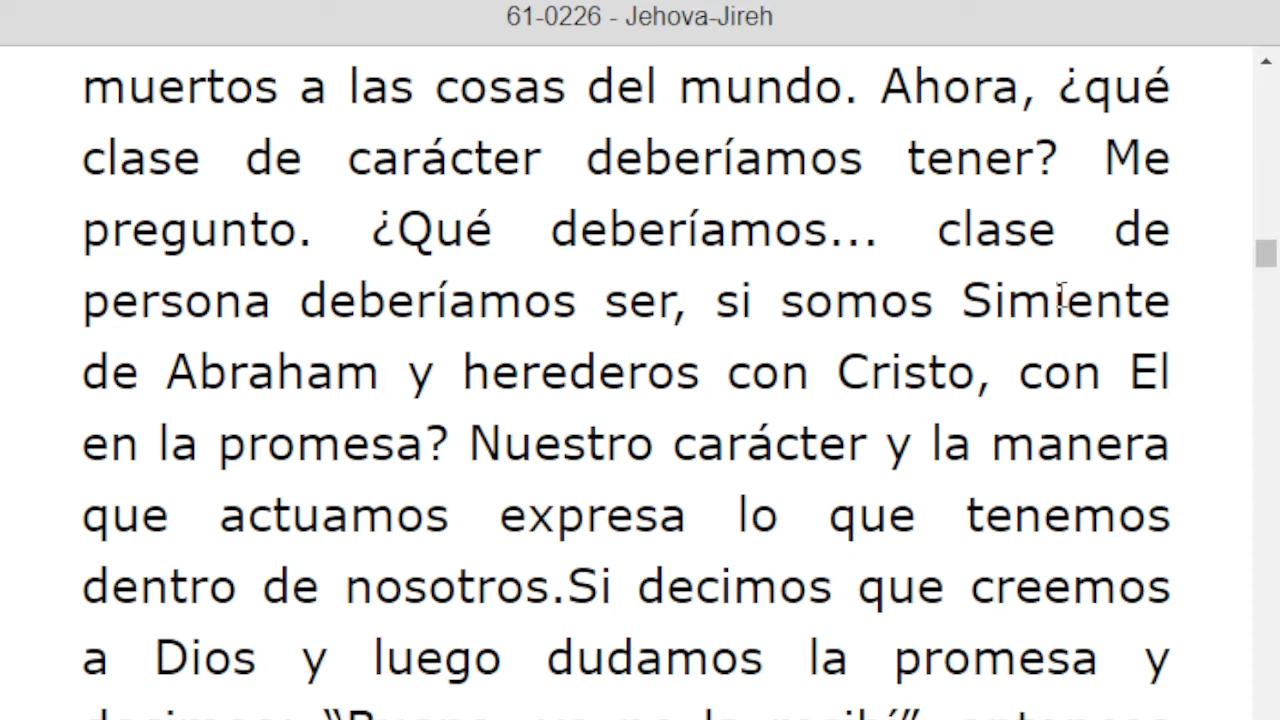 61-0226 - Jehova-Jireh
muertos a las cosas del mundo. Ahora, ¿qué
clase de carácter deberíamos tener? Me
pregunto. ¿Qué deberíamos... clase de
persona deberíamos ser, si somos Simiente
de Abraham y herederos con Cristo, con El
en la promesa? Nuestro carácter y la manera
que actuamos expresa lo que tenemos
dentro de nosotros.Si decimos que creemos
a Dios y luego dudamos la promesa y